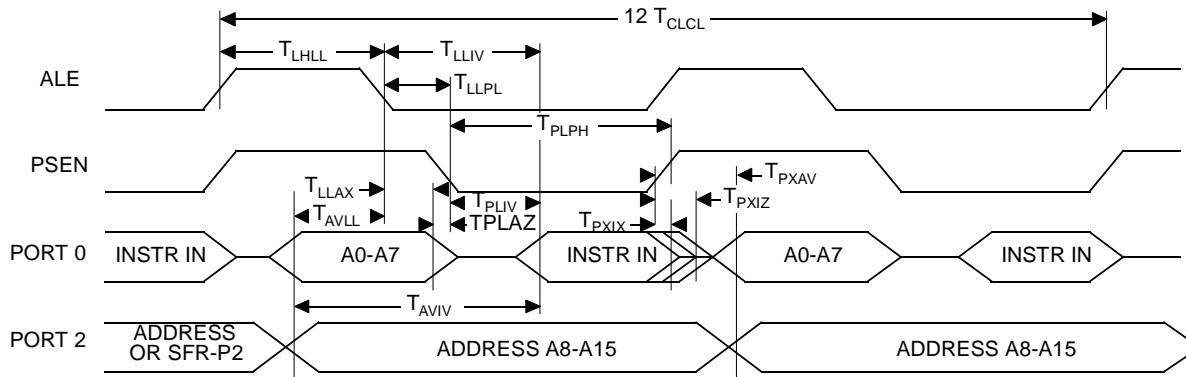 12 TCLCL
TLHLL TLLIV
ALE TLLPL
TPLPH
PSEN
TLLAX TPLIV TPXAV
TAVLL TPLAZ TPXIX TPXIZ
PORT 0 INSTR IN A0-A7 INSTR IN A0-A7 INSTR IN
TAVIV
PORT 2 ADDRESS OR SFR-P2 ADDRESS A8-A15 ADDRESS A8-A15